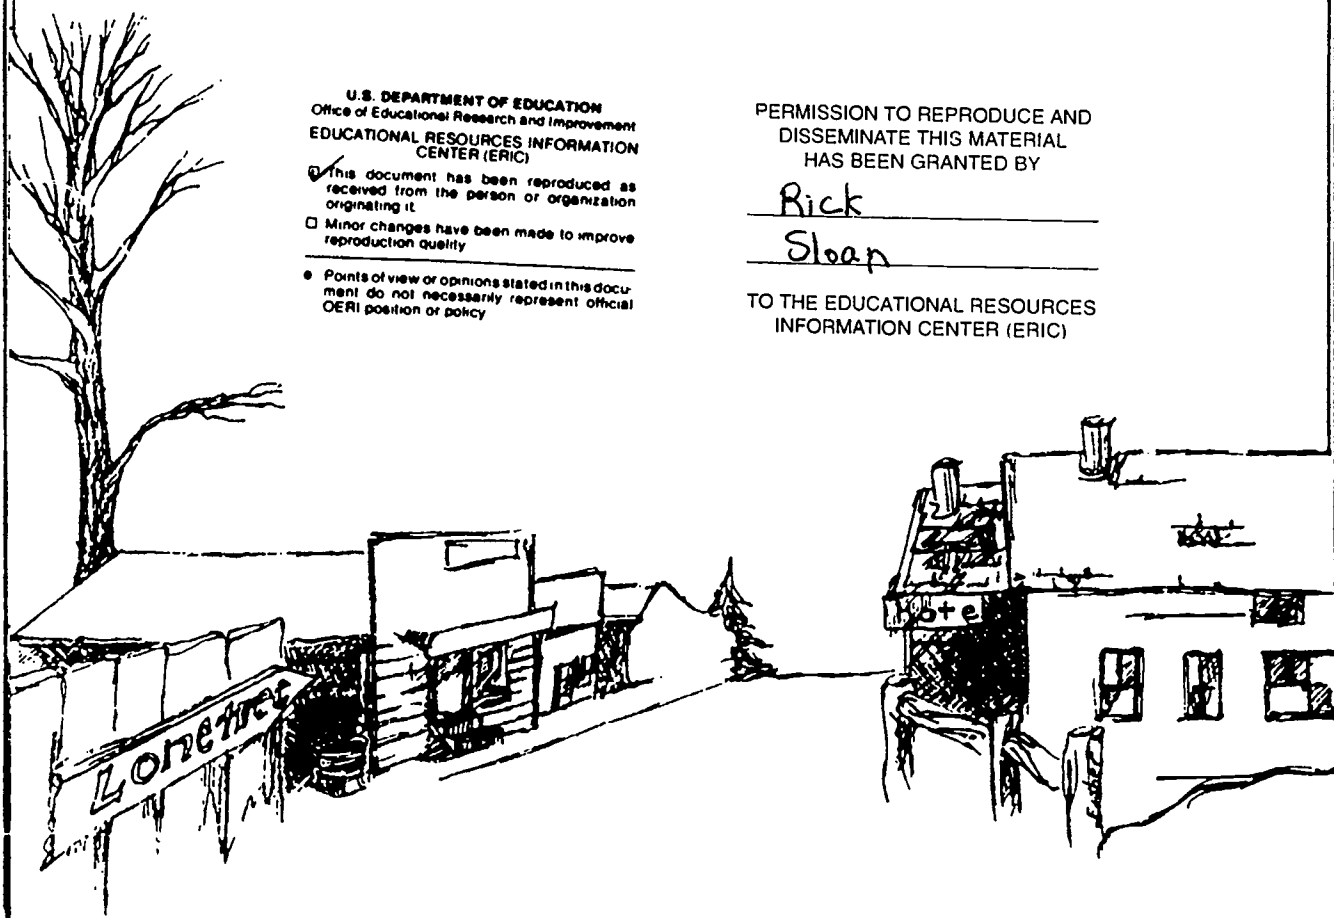 U.S. DEPARTMENT OF EDUCATION
Office of Educational Research and Improvement
EDUCATIONAL RESOURCES INFORMATION
CENTER (ERIC)
This document has been reproduced as
received from the person or organization
originating it
Minor changes have been made to improve
reproduction quality
Points of view or opinions stated in this docu-
ment do not necessarily represent official
OERI position or policy
PERMISSION TO REPRODUCE AND
DISSEMINATE THIS MATERIAL
HAS BEEN GRANTED BY
Rick
Sloan
TO THE EDUCATIONAL RESOURCES
INFORMATION CENTER (ERIC)
Hotel
Lonetree